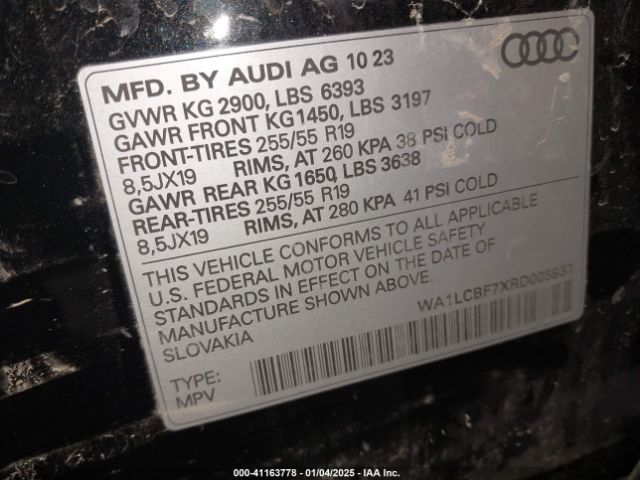 MFD. BY AUDI AG 10 23
GVWR KG 2900, LBS 6393
GAWR FRONT KG1450, LBS 3197
FRONT-TIRES 255/55 R19
8,5JX19 RIMS, AT 260 KPA 38 PSI COLD
GAWR REAR KG 1650, LBS 3638
REAR-TIRES 255/55 R19
8,5JX19 RIMS, AT 280 KPA 41 PSI COLD
THIS VEHICLE CONFORMS TO ALL APPLICABLE
U.S. FEDERAL MOTOR VEHICLE SAFETY
STANDARDS IN EFFECT ON THE DATE OF
MANUFACTURE SHOWN ABOVE.
SLOVAKIA
WA1LCBF7XRD005937
TYPE:
MPV
000-41163778 - 01/04/2025 - IAA Inc.